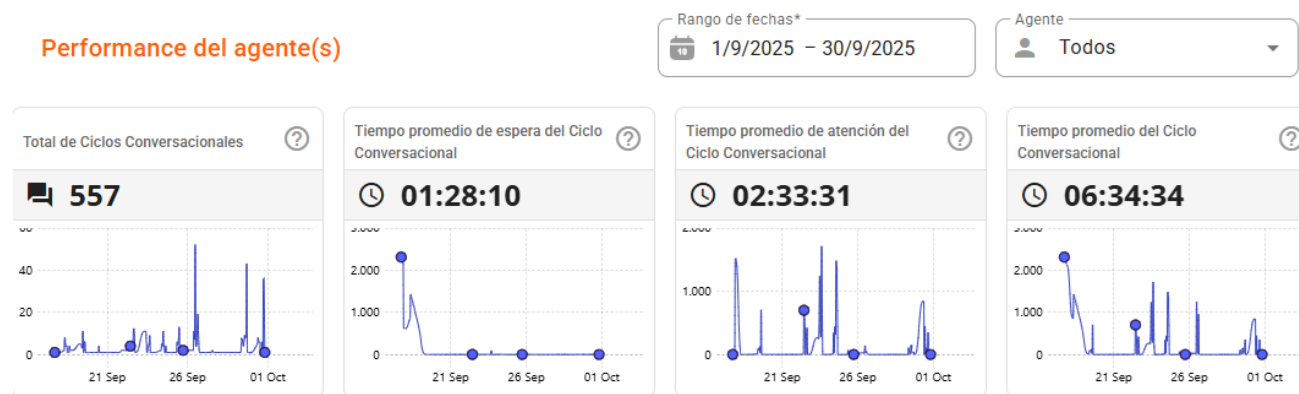 Performance del agente(s)
Rango de fechas*
10
1/9/2025 – 30/9/2025
Agente
Todos
Total de Ciclos Conversacionales
?
557
40
20
0
21 Sep
26 Sep
01 Oct
Tiempo promedio de espera del Ciclo
Conversacional
?
01:28:10
2.000
1.000
0
21 Sep
26 Sep
01 Oct
Tiempo promedio de atención del
Ciclo Conversacional
?
02:33:31
1.000
0
21 Sep
26 Sep
01 Oct
Tiempo promedio del Ciclo
Conversacional
?
06:34:34
2.000
1.000
0
21 Sep
26 Sep
01 Oct